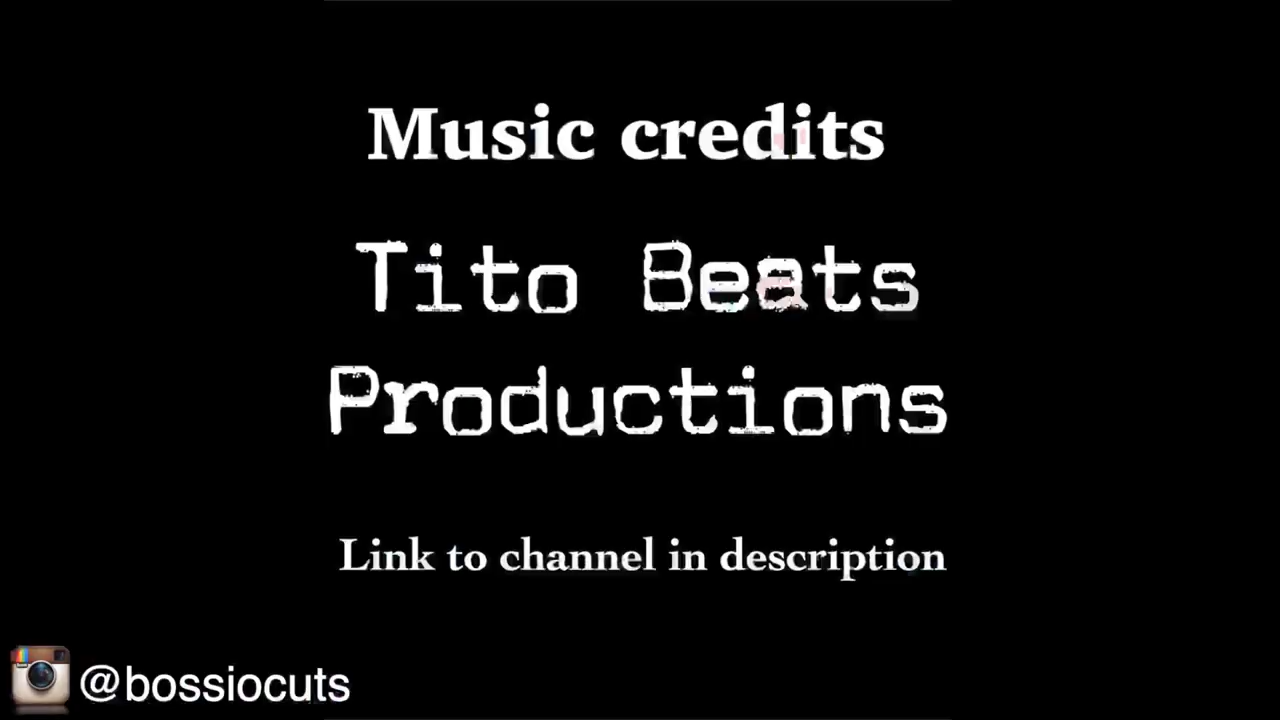 Music credits
Tito Beats
Productions
Link to channel in description
@bossiocuts